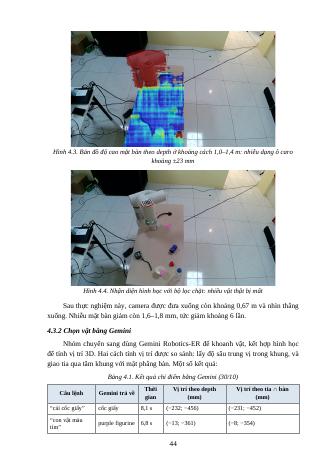 Hình 4.3. Bản đồ độ cao mặt bàn theo depth ở khoảng cách 1,0–1,4 m: nhiễu dạng ô caro
khoảng ±23 mm
Hình 4.4. Nhận diện hình học với bộ lọc chặt: nhiều vật thật bị mất
Sau thực nghiệm này, camera được đưa xuống còn khoảng 0,67 m và nhìn thẳng
xuống. Nhiễu mặt bàn giảm còn 1,6–1,8 mm, tức giảm khoảng 6 lần.
4.3.2 Chọn vật bằng Gemini
Nhóm chuyển sang dùng Gemini Robotics-ER để khoanh vật, kết hợp hình học
để tính vị trí 3D. Hai cách tính vị trí được so sánh: lấy độ sâu trung vị trong khung, và
giao tia qua tâm khung với mặt phẳng bàn. Một số kết quả:
Bảng 4.1. Kết quả chỉ điểm bằng Gemini (30/10)
Câu lệnh Gemini trả về Thời gian Vị trí theo depth (mm) Vị trí theo tia ∩ bàn (mm)
"cái cốc giấy" cốc giấy 8,1 s (−232; −456) (−231; −452)
"con vật màu tím" purple figurine 6,8 s (−13; −361) (−8; −354)
44